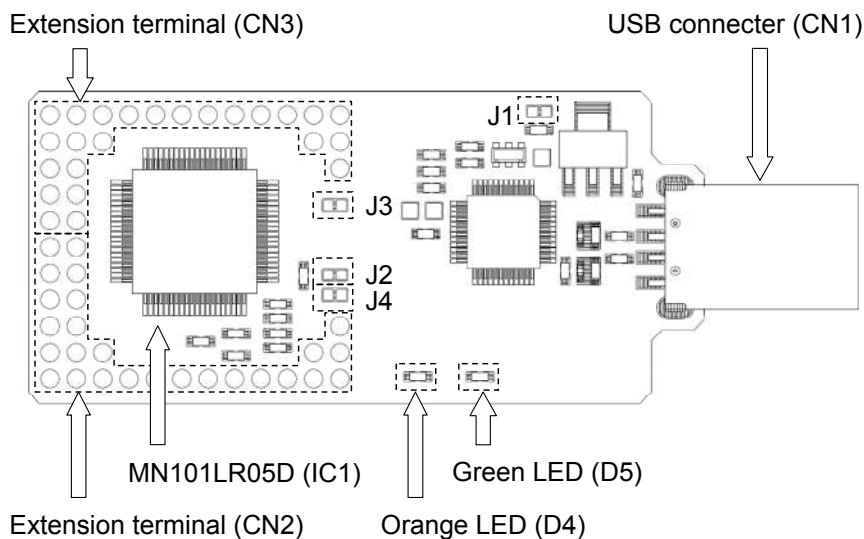 Extension terminal (CN3)
USB connecter (CN1)
J1
J3
J2
J4
MN101LR05D (IC1)
Green LED (D5)
Extension terminal (CN2)
Orange LED (D4)